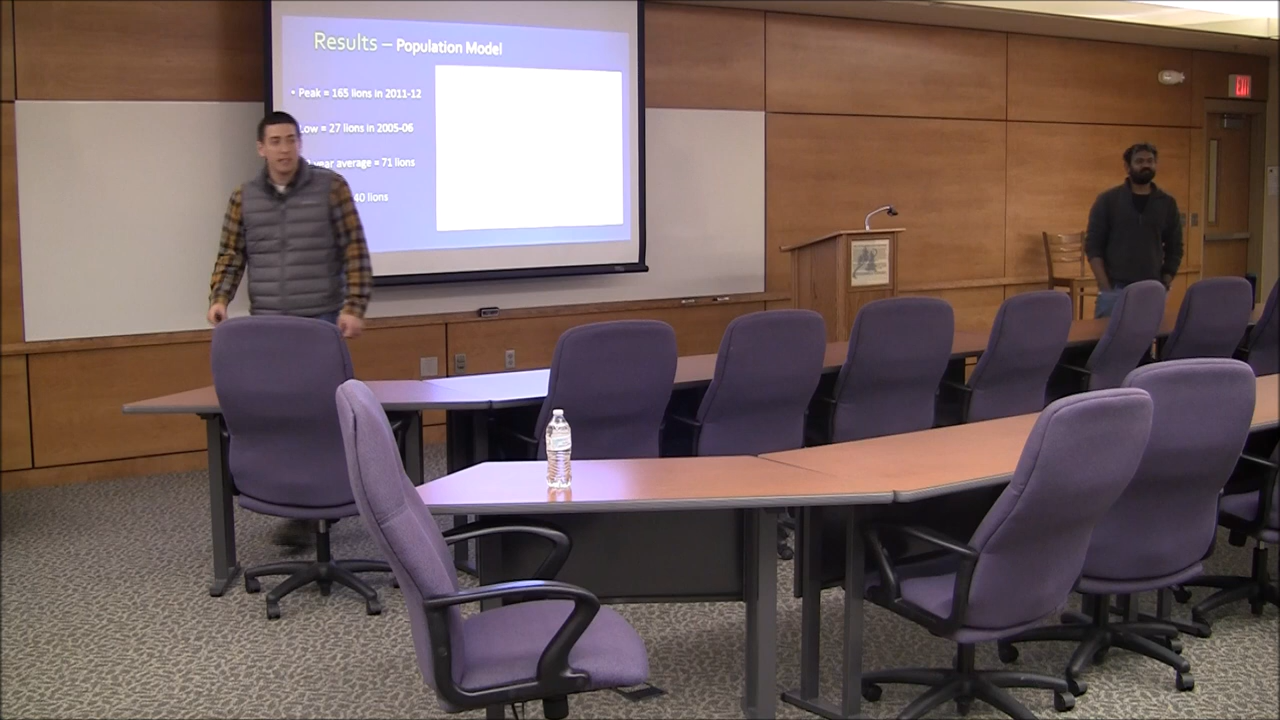 Results – Population Model
• Peak = 165 lions in 2011-12
Low = 27 lions in 2005-06
year average = 71 lions
40 lions
EXIT